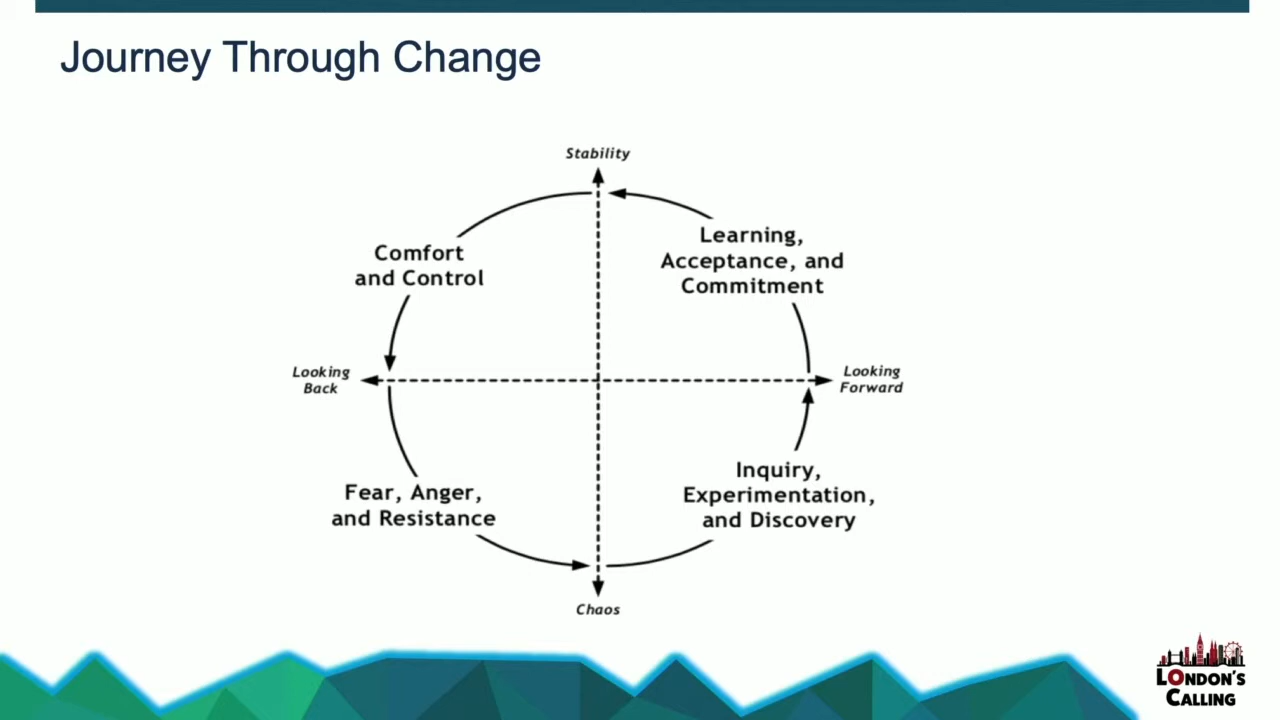 Journey Through Change
Stability
Comfort
and Control
Learning,
Acceptance, and
Commitment
Looking
Back
Looking
Forward
Fear, Anger,
and Resistance
Inquiry,
Experimentation,
and Discovery
Chaos
LONDON'S
CALLING